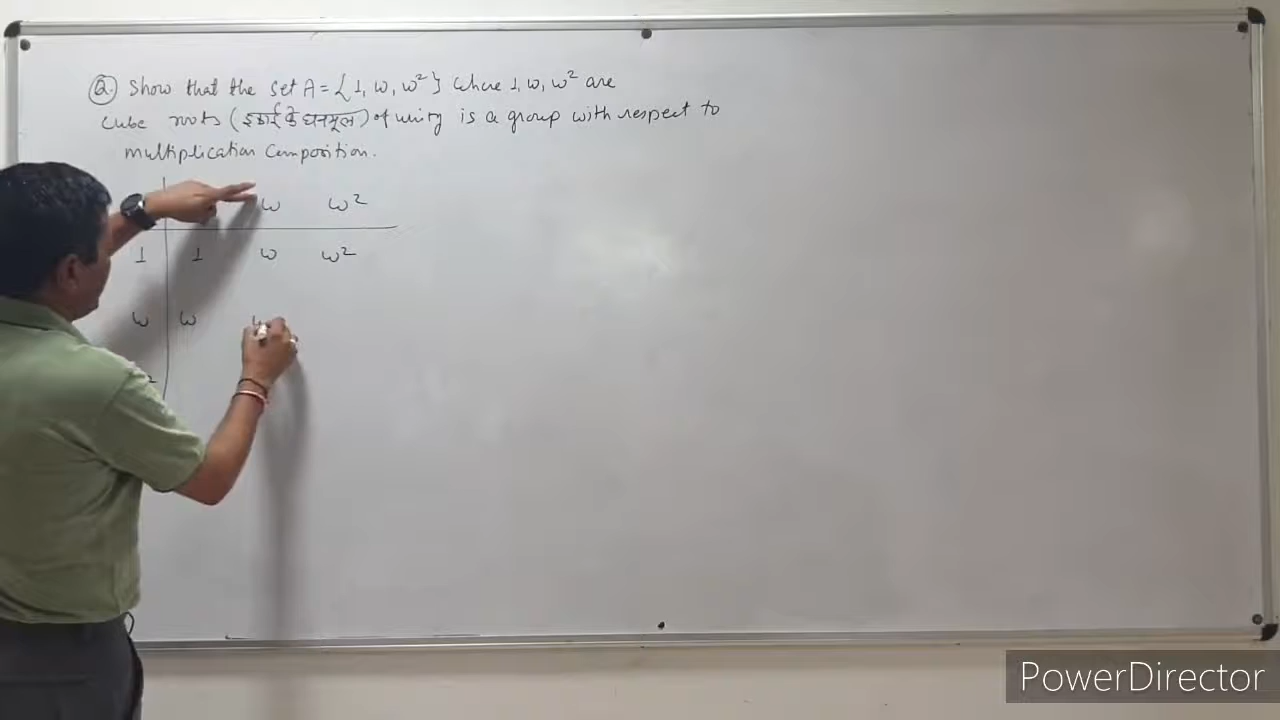 Q. Show that the set A = {1, ω, ω²} where 1, ω, ω² are
cube roots (इकाई के घनमूल) of unity is a group with respect to
multiplication composition.
ω ω²
1 1 ω ω²
ω ω
PowerDirector